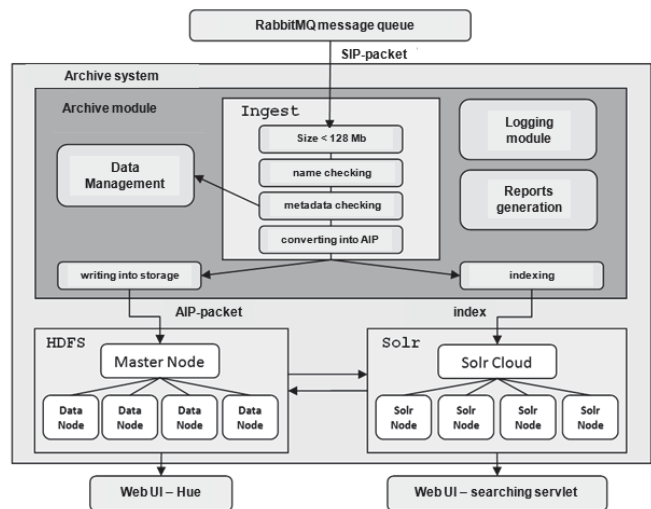 RabbitMQ message queue
SIP-packet
Archive system
Archive module
Ingest
Size < 128 Mb
name checking
metadata checking
converting into AIP
Data
Management
Logging
module
Reports
generation
writing into storage
indexing
AIP-packet
index
HDFS
Master Node
Data
Node
Data
Node
Data
Node
Data
Node
Solr
Solr Cloud
Solr
Node
Solr
Node
Solr
Node
Solr
Node
Web UI – Hue
Web UI – searching servlet